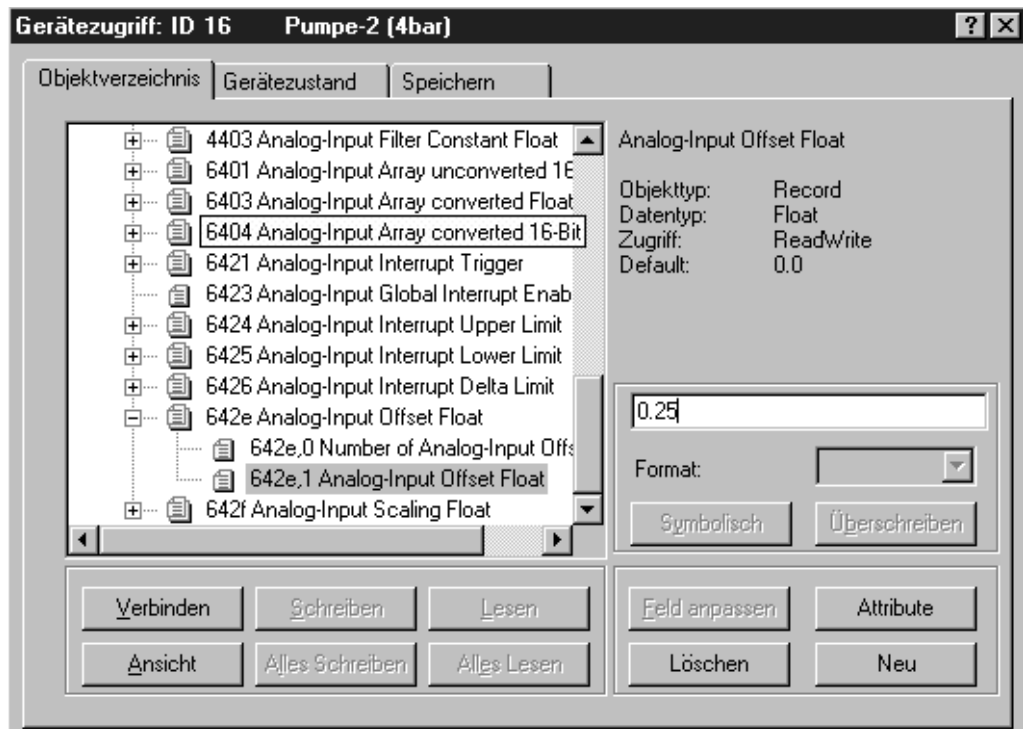 Gerätezugriff: ID 16 Pumpe-2 (4bar)
Objektverzeichnis Gerätezustand Speichern
4403 Analog-Input Filter Constant Float
6401 Analog-Input Array unconverted 16
6403 Analog-Input Array converted Float
6404 Analog-Input Array converted 16-Bit
6421 Analog-Input Interrupt Trigger
6423 Analog-Input Global Interrupt Enab
6424 Analog-Input Interrupt Upper Limit
6425 Analog-Input Interrupt Lower Limit
6426 Analog-Input Interrupt Delta Limit
642e Analog-Input Offset Float
642e,0 Number of Analog-Input Offs
642e,1 Analog-Input Offset Float
642f Analog-Input Scaling Float
Analog-Input Offset Float
Objekttyp: Record
Datentyp: Float
Zugriff: ReadWrite
Default: 0.0
0.25
Format:
Symbolisch Überschreiben
Verbinden Schreiben Lesen
Ansicht Alles Schreiben Alles Lesen
Feld anpassen Attribute
Löschen Neu